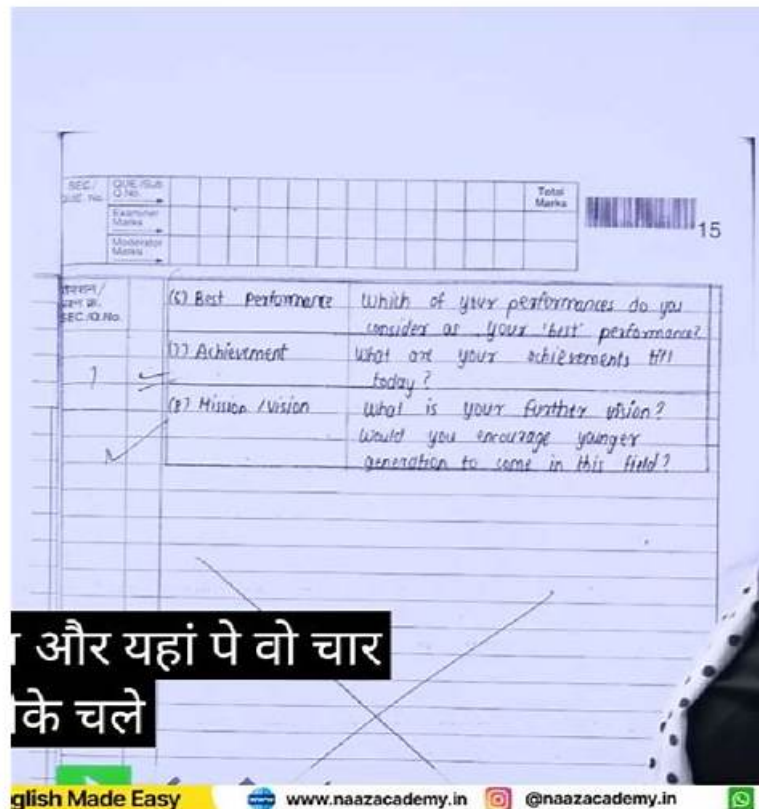 SEC./ QUE./Sub
QUE. No. Q.No.
Total
Marks
Examiner
Marks
Moderator
Marks
15
SEC./Q.No.
(6) Best Performance Which of your performances do you
consider as your 'best' performance?
(7) Achievement What are your achievements till
today?
(8) Mission / Vision What is your further vision?
Would you encourage younger
generation to come in this field?
और यहां पे वो चार
चले
glish Made Easy www.naazacademy.in @naazacademy.in